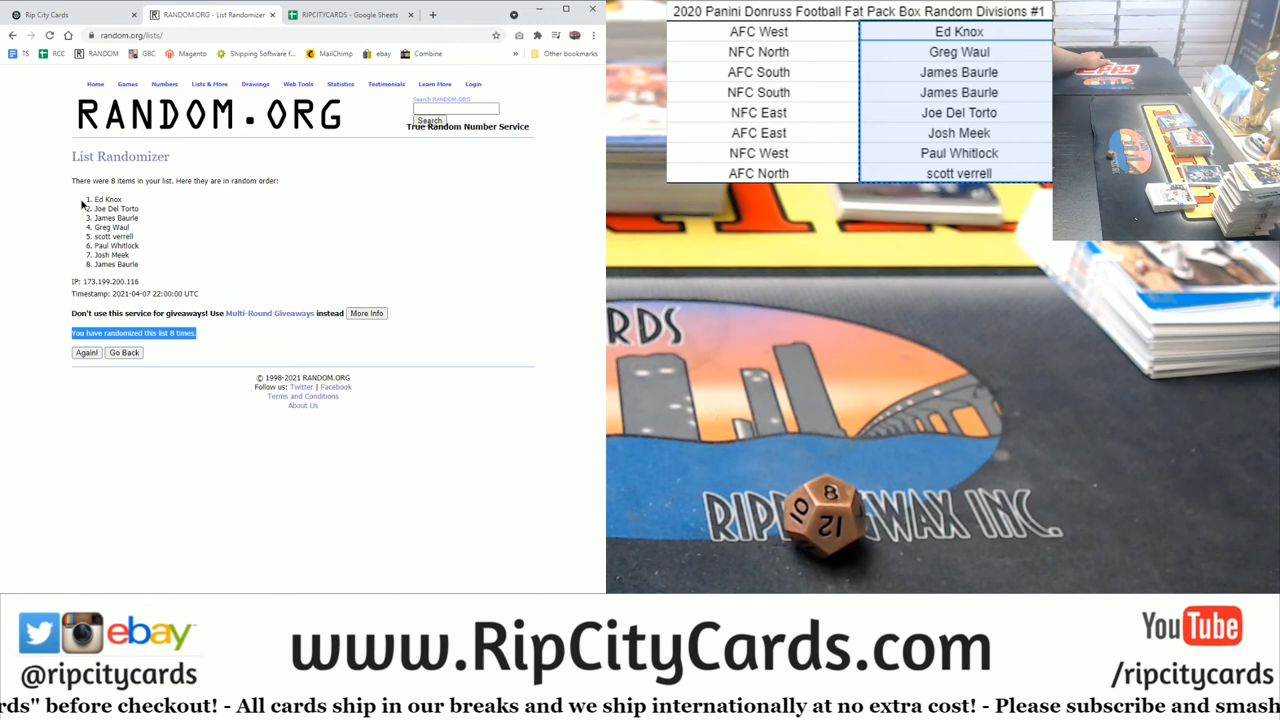 Rip City Cards
RANDOM.ORG - List Randomizer
RIPCITYCARDS - Google Sheets
random.org/lists/
TS
RCC
RANDOM
GBC
Magento
Shipping Software f...
MailChimp
ebay
Combine
»
Other bookmarks
Home
Games
Numbers
Lists & More
Drawings
Web Tools
Statistics
Testimonials
Learn More
Login
RANDOM.ORG
Search RANDOM.ORG
Search
True Random Number Service
List Randomizer
There were 8 items in your list. Here they are in random order:
1. Ed Knox
2. Joe Del Torto
3. James Baurle
4. Greg Waul
5. scott verrell
6. Paul Whitlock
7. Josh Meek
8. James Baurle
IP: 173.199.200.116
Timestamp: 2021-04-07 22:00:00 UTC
Don't use this service for giveaways! Use Multi-Round Giveaways instead
More Info
You have randomized this list 8 times.
Again!
Go Back
© 1998-2021 RANDOM.ORG
Follow us: Twitter | Facebook
Terms and Conditions
About Us
2020 Panini Donruss Football Fat Pack Box Random Divisions #1
AFC West Ed Knox
NFC North Greg Waul
AFC South James Baurle
NFC South James Baurle
NFC East Joe Del Torto
AFC East Josh Meek
NFC West Paul Whitlock
AFC North scott verrell
RDS
8
10
12
WAX INC.
ebay
@ripcitycards
www.RipCityCards.com
YouTube
/ripcitycards
rds" before checkout! - All cards ship in our breaks and we ship internationally at no extra cost! - Please subscribe and smash